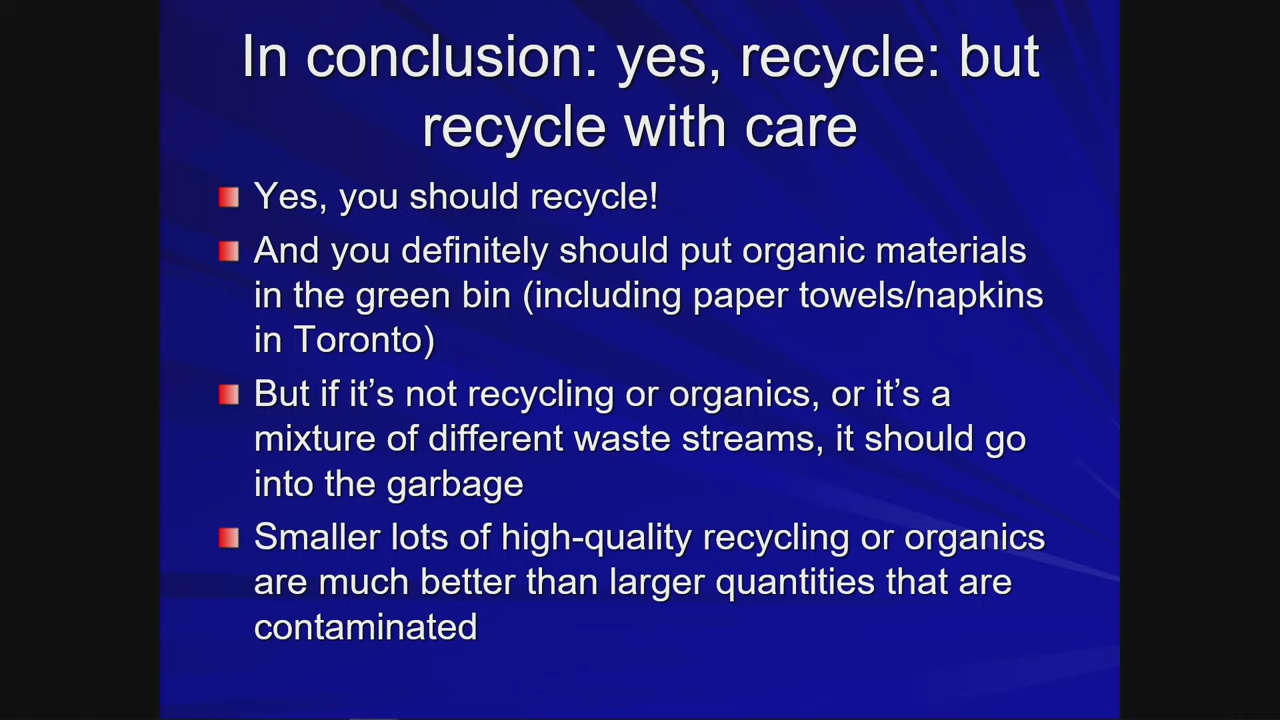 In conclusion: yes, recycle: but
recycle with care
Yes, you should recycle!
And you definitely should put organic materials
in the green bin (including paper towels/napkins
in Toronto)
But if it’s not recycling or organics, or it’s a
mixture of different waste streams, it should go
into the garbage
Smaller lots of high-quality recycling or organics
are much better than larger quantities that are
contaminated